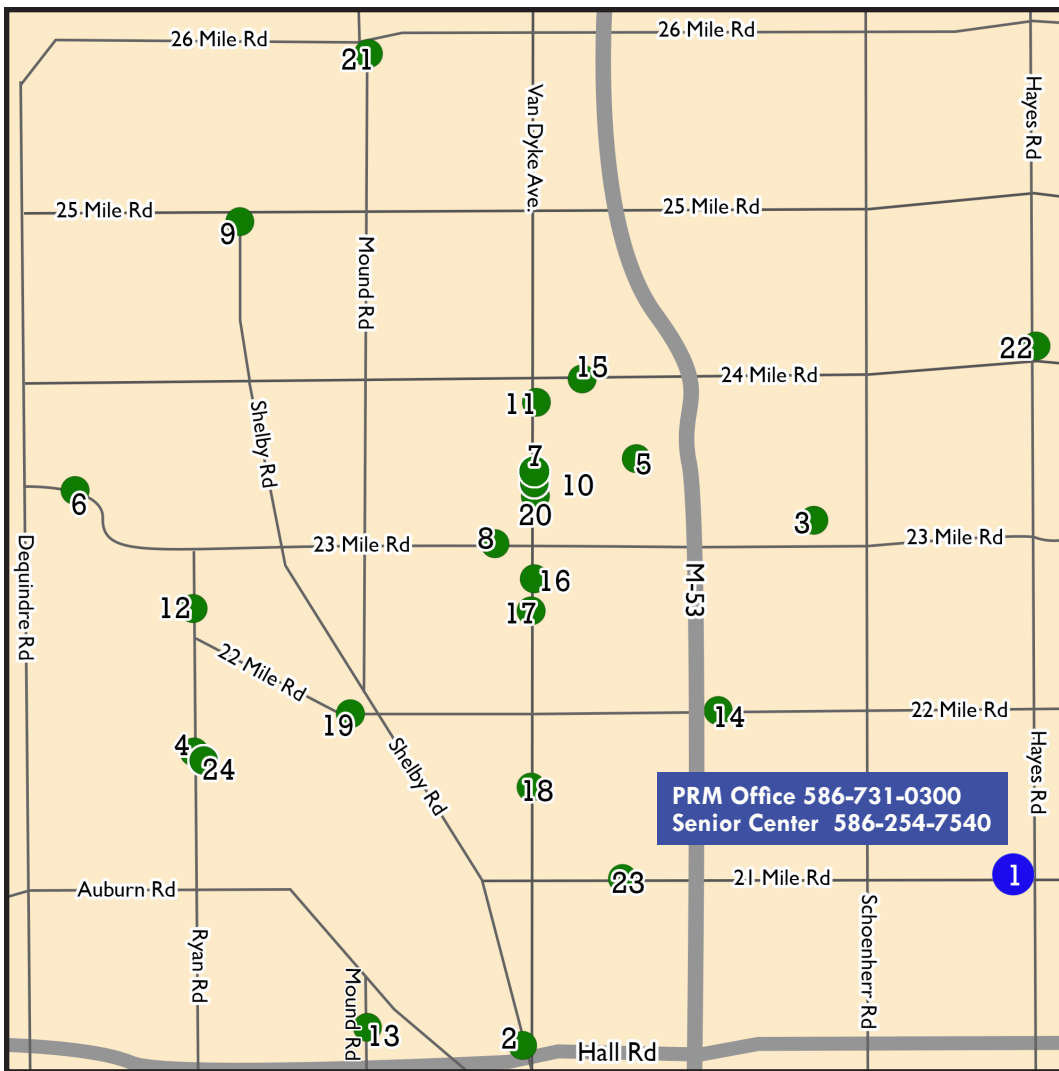 26 Mile Rd
26 Mile Rd
21
Van Dyke Ave.
Hayes Rd
25 Mile Rd
25 Mile Rd
9
Mound Rd
22
15
24 Mile Rd
11
Shelby Rd
7
5
10
6
20
3
8
23 Mile Rd
23 Mile Rd
Dequindre Rd
16
M-53
12
17
22 Mile Rd
19
14
22 Mile Rd
4
24
Shelby Rd
18
Hayes Rd
PRM Office 586-731-0300
Senior Center 586-254-7540
23
21 Mile Rd
1
Auburn Rd
Schoenherr Rd
Ryan Rd
Mound Rd
13
2
Hall Rd